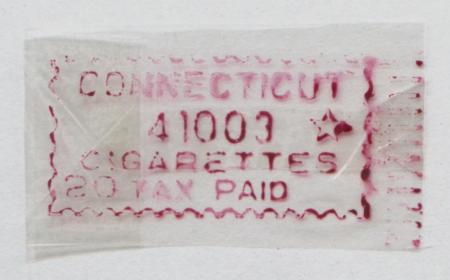 CONNECTICUT
41003
CIGARETTES
20 TAX PAID